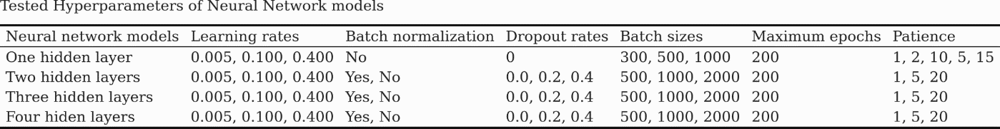 Tested Hyperparameters of Neural Network models
Neural network models Learning rates Batch normalization Dropout rates Batch sizes Maximum epochs Patience
One hidden layer 0.005, 0.100, 0.400 No 0 300, 500, 1000 200 1, 2, 10, 5, 15
Two hidden layers 0.005, 0.100, 0.400 Yes, No 0.0, 0.2, 0.4 500, 1000, 2000 200 1, 5, 20
Three hidden layers 0.005, 0.100, 0.400 Yes, No 0.0, 0.2, 0.4 500, 1000, 2000 200 1, 5, 20
Four hiden layers 0.005, 0.100, 0.400 Yes, No 0.0, 0.2, 0.4 500, 1000, 2000 200 1, 5, 20